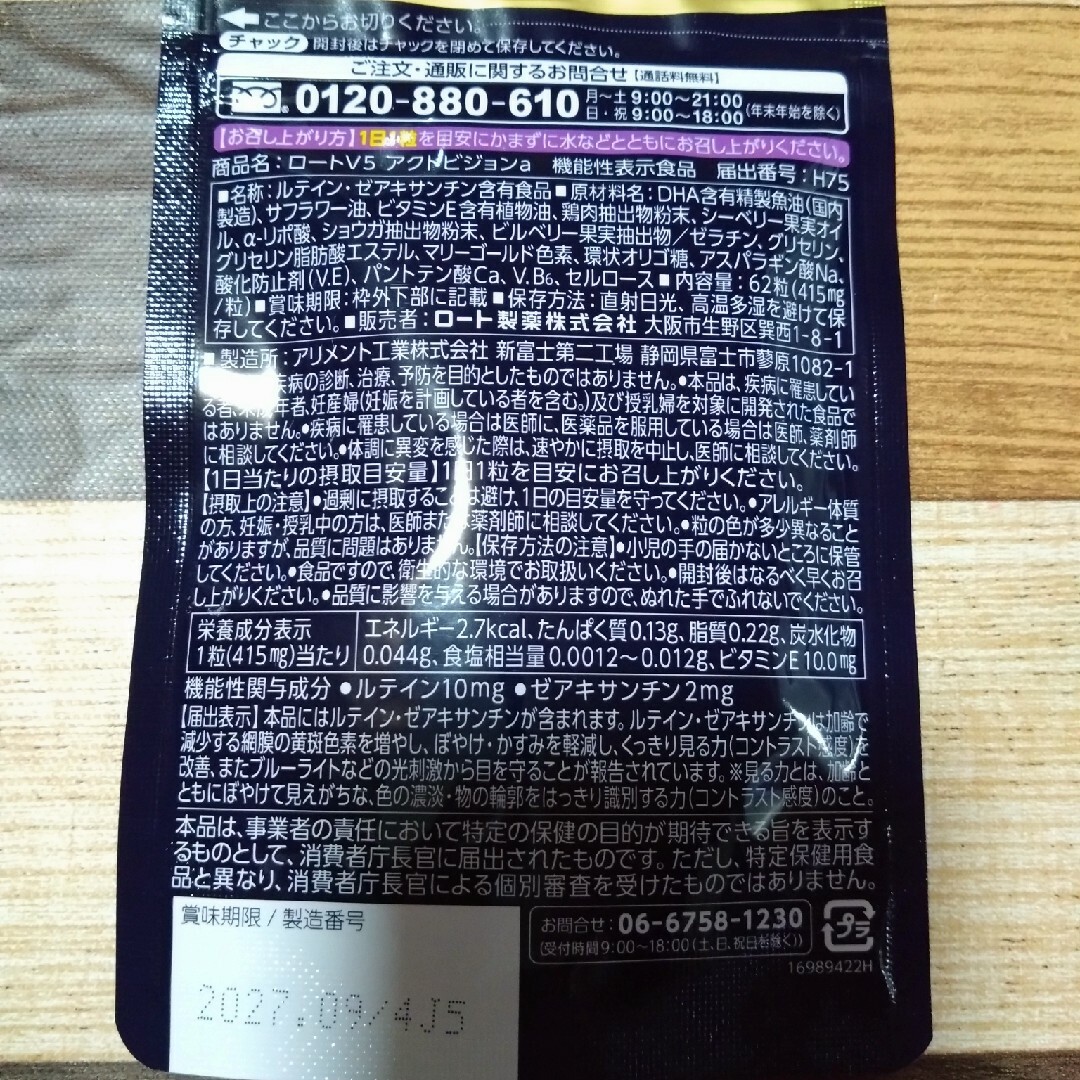 ここからお切りください。
チャック 開封後はチャックを閉めて保存してください。
ご注文・通販に関するお問合せ【通話料無料】
0120-880-610 月〜土 9:00〜21:00 (年末年始を除く)
日・祝 9:00〜18:00
【お召し上がり方】1日1粒を目安にかまずに水などとともにお召し上がりください。
商品名:ロートV5 アクトビジョンa 機能性表示食品 届出番号:H75
■名称:ルテイン・ゼアキサンチン含有食品■原材料名:DHA含有精製魚油(国内
製造)、サフラワー油、ビタミンE含有植物油、鶏肉抽出物粉末、シーベリー果実オイ
ル、α-リポ酸、ショウガ抽出物粉末、ビルベリー果実抽出物/ゼラチン、グリセリン、
グリセリン脂肪酸エステル、マリーゴールド色素、環状オリゴ糖、アスパラギン酸Na、
酸化防止剤(V.E)、パントテン酸Ca、V.B₆、セルロース■内容量:62粒(415mg
/粒)■賞味期限:枠外下部に記載■保存方法:直射日光、高温多湿を避けて保
存してください。■販売者:ロート製薬株式会社 大阪市生野区巽西1-8-1
■製造所:アリメント工業株式会社 新富士第二工場 静岡県富士市蓼原1082-1
疾病の診断、治療、予防を目的としたものではありません。●本品は、疾病に罹患してい
る者、未成年者、妊産婦(妊娠を計画している者を含む。)及び授乳婦を対象に開発された食品で
はありません。●疾病に罹患している場合は医師に、医薬品を服用している場合は医師、薬剤師
に相談してください。●体調に異変を感じた際は、速やかに摂取を中止し、医師に相談してください。
【1日当たりの摂取目安量】1日1粒を目安にお召し上がりください。
【摂取上の注意】●過剰に摂取することは避け、1日の目安量を守ってください。●アレルギー体質
の方、妊娠・授乳中の方は、医師または薬剤師に相談してください。●粒の色が多少異なること
がありますが、品質に問題はありません。【保存方法の注意】●小児の手の届かないところに保管
してください。●食品ですので、衛生的な環境でお取扱いください。●開封後はなるべく早くお召
し上がりください。●品質に影響を与える場合がありますので、ぬれた手でふれないでください。
栄養成分表示 エネルギー2.7kcal、たんぱく質0.13g、脂質0.22g、炭水化物
1粒(415mg)当たり 0.044g、食塩相当量0.0012〜0.012g、ビタミンE 10.0mg
機能性関与成分 ●ルテイン10mg ●ゼアキサンチン2mg
【届出表示】本品にはルテイン・ゼアキサンチンが含まれます。ルテイン・ゼアキサンチンは加齢で
減少する網膜の黄斑色素を増やし、ぼやけ・かすみを軽減し、くっきり見る力(コントラスト感度)を
改善、またブルーライトなどの光刺激から目を守ることが報告されています。※見る力とは、加齢と
ともにぼやけて見えがちな、色の濃淡・物の輪郭をはっきり識別する力(コントラスト感度)のこと。
本品は、事業者の責任において特定の保健の目的が期待できる旨を表示す
るものとして、消費者庁長官に届出されたものです。ただし、特定保健用食
品と異なり、消費者庁長官による個別審査を受けたものではありません。
賞味期限 / 製造番号
2027.09/4J5
お問合せ:06-6758-1230
(受付時間9:00〜18:00(土、日、祝日を除く))
プラ
16989422H